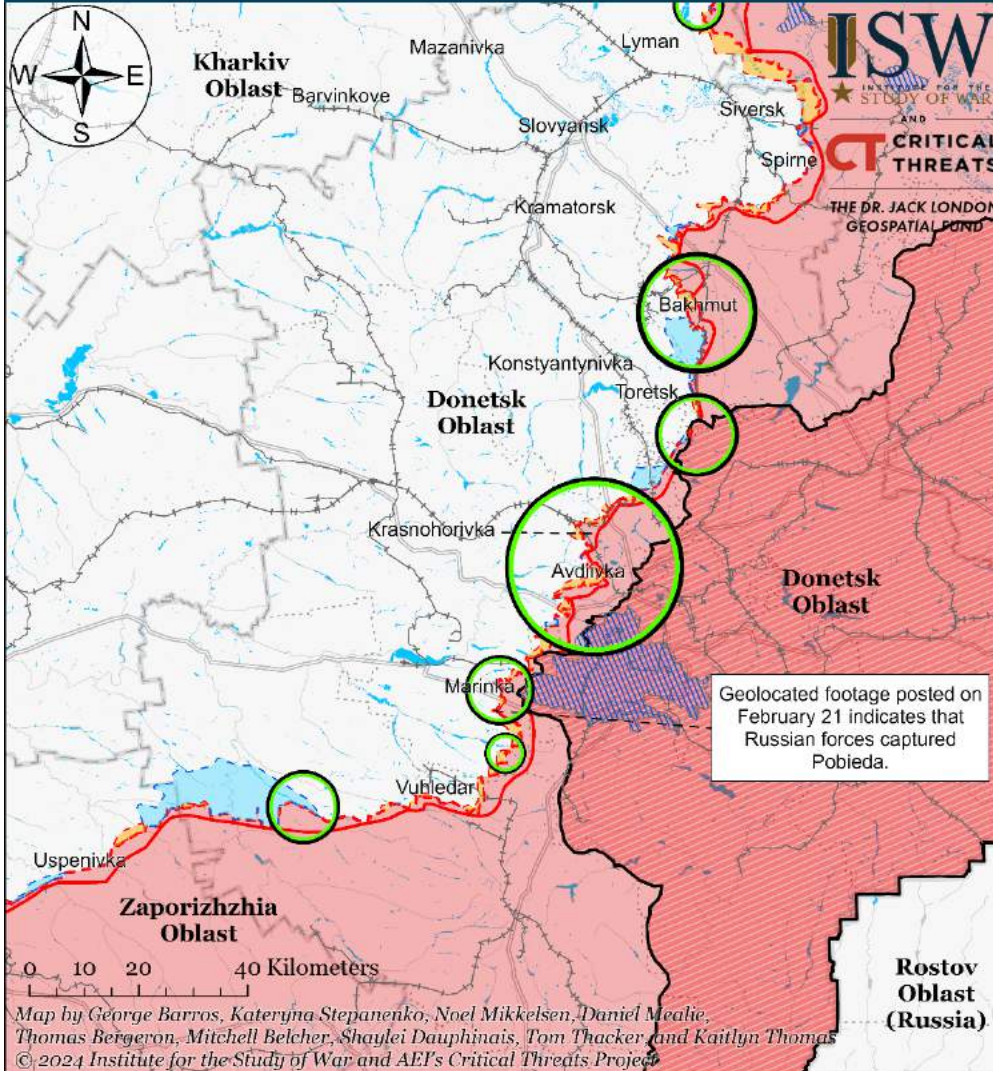 N
W E
S
Kharkiv
Oblast
Mazanivka
Lyman
Barvinkove
Slovyansk
Siversk
Spirne
Kramatorsk
ISW
INSTITUTE FOR THE
STUDY OF WAR
AND
CT CRITICAL
THREATS
THE DR. JACK LONDON
GEOSPATIAL FUND
Bakhmut
Konstyantynivka
Toretsk
Donetsk
Oblast
Krasnohorivka
Avdiivka
Donetsk
Oblast
Marinka
Geolocated footage posted on
February 21 indicates that
Russian forces captured
Pobieda.
Vuhledar
Uspenivka
Zaporizhzhia
Oblast
0 10 20 40 Kilometers
Rostov
Oblast
(Russia)
Map by George Barros, Kateryna Stepanenko, Noel Mikkelsen, Daniel Mealie,
Thomas Bergeron, Mitchell Belcher, Shaylei Dauphinais, Tom Thacker, and Kaitlyn Thomas
© 2024 Institute for the Study of War and AEI's Critical Threats Project